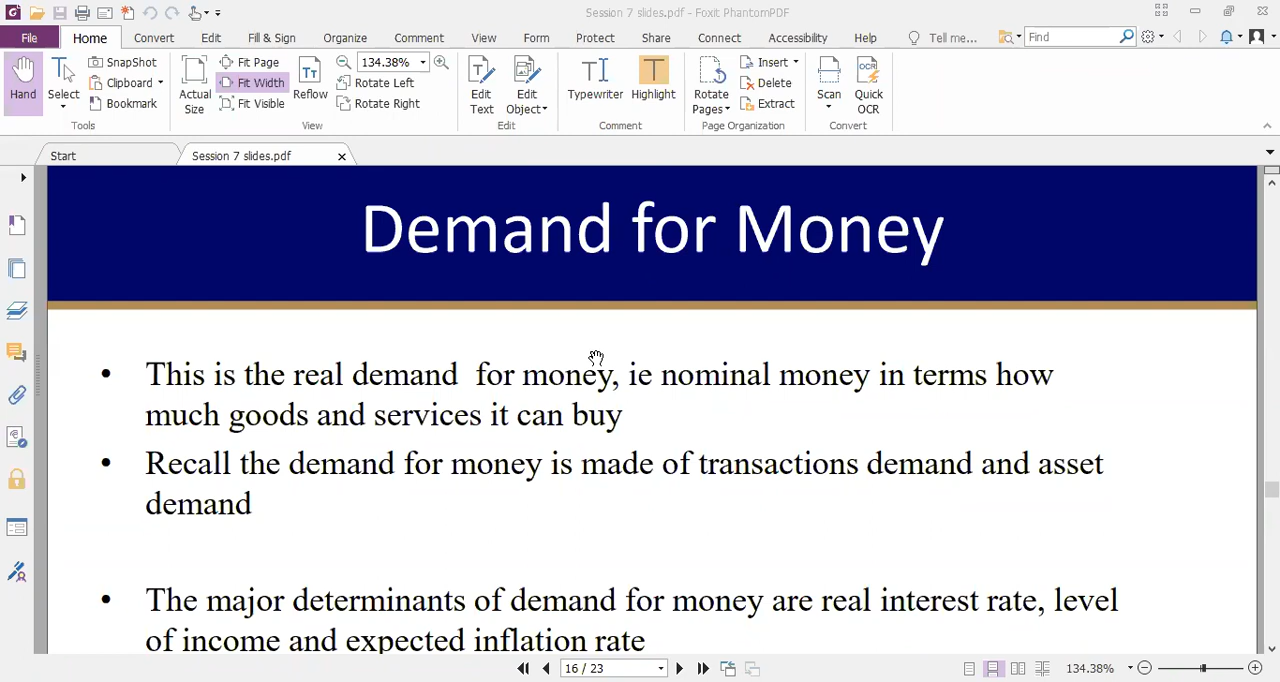 Session 7 slides.pdf - Foxit PhantomPDF
File Home Convert Edit Fill & Sign Organize Comment View Form Protect Share Connect Accessibility Help Tell me... Find
Hand
Select
SnapShot
Clipboard
Bookmark
Tools
Actual
Size
Fit Page
Fit Width
Fit Visible
Reflow
134.38%
Rotate Left
Rotate Right
View
Edit
Text
Edit
Object
Edit
Typewriter
Highlight
Comment
Rotate
Pages
Insert
Delete
Extract
Page Organization
Scan
Quick
OCR
Convert
Start
Session 7 slides.pdf
Demand for Money
• This is the real demand for money, ie nominal money in terms how
much goods and services it can buy
• Recall the demand for money is made of transactions demand and asset
demand
• The major determinants of demand for money are real interest rate, level
of income and expected inflation rate
16 / 23
134.38%